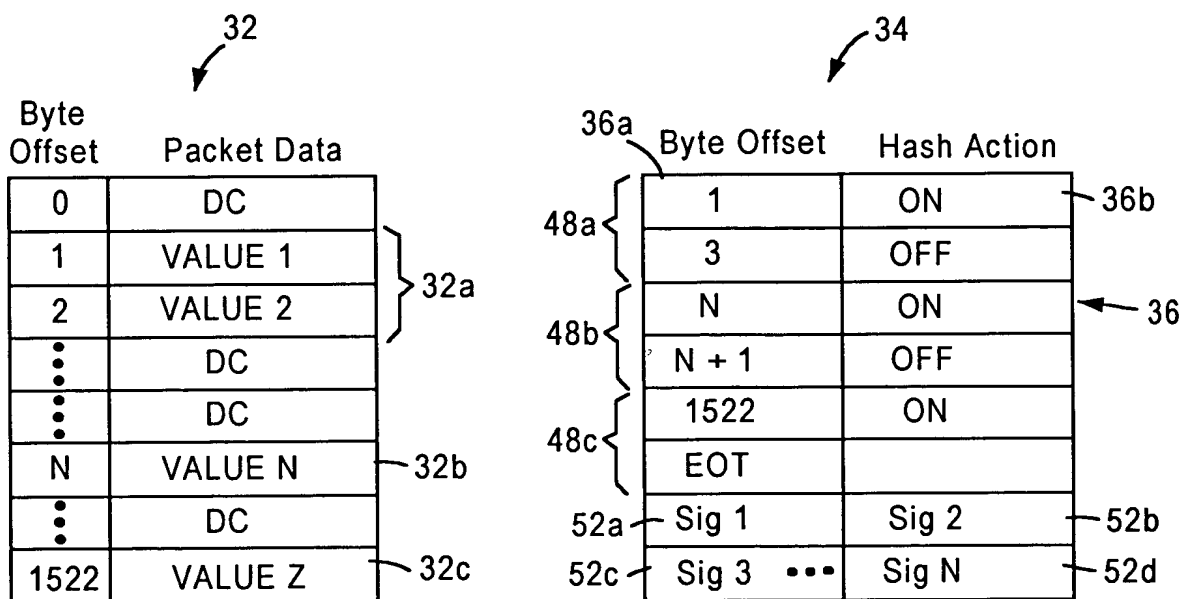 32
Byte
Offset Packet Data
0 DC
1 VALUE 1
2 VALUE 2
32a
DC
DC
N VALUE N
32b
DC
1522 VALUE Z
32c
34
36a
Byte Offset Hash Action
48a
1 ON
36b
3 OFF
48b
N ON
36
N + 1 OFF
48c
1522 ON
EOT
52a Sig 1 Sig 2 52b
52c Sig 3 ••• Sig N 52d